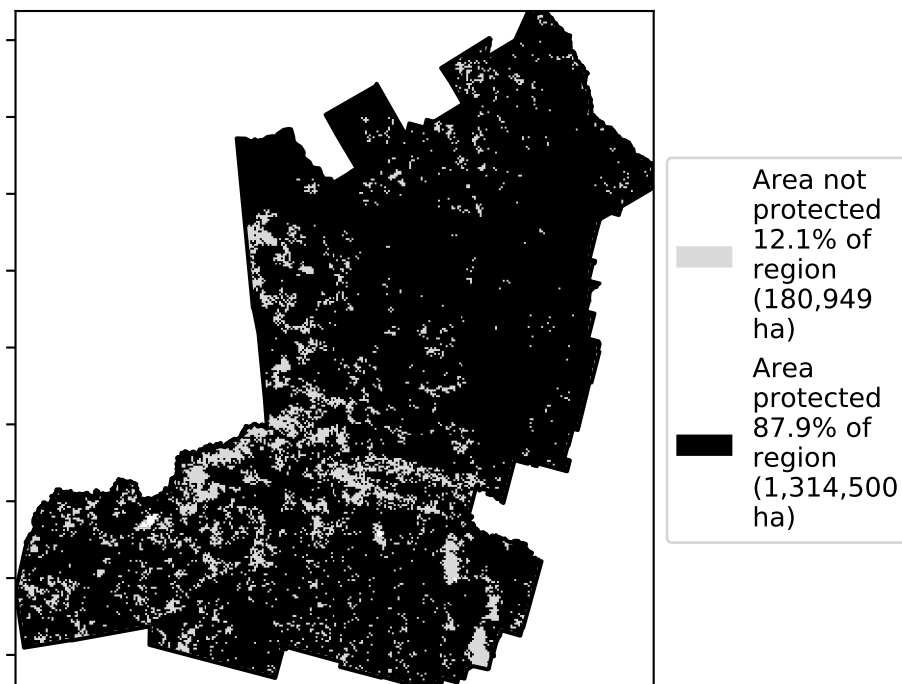 Area not
protected
12.1% of
region
(180,949
ha)
Area
protected
87.9% of
region
(1,314,500
ha)